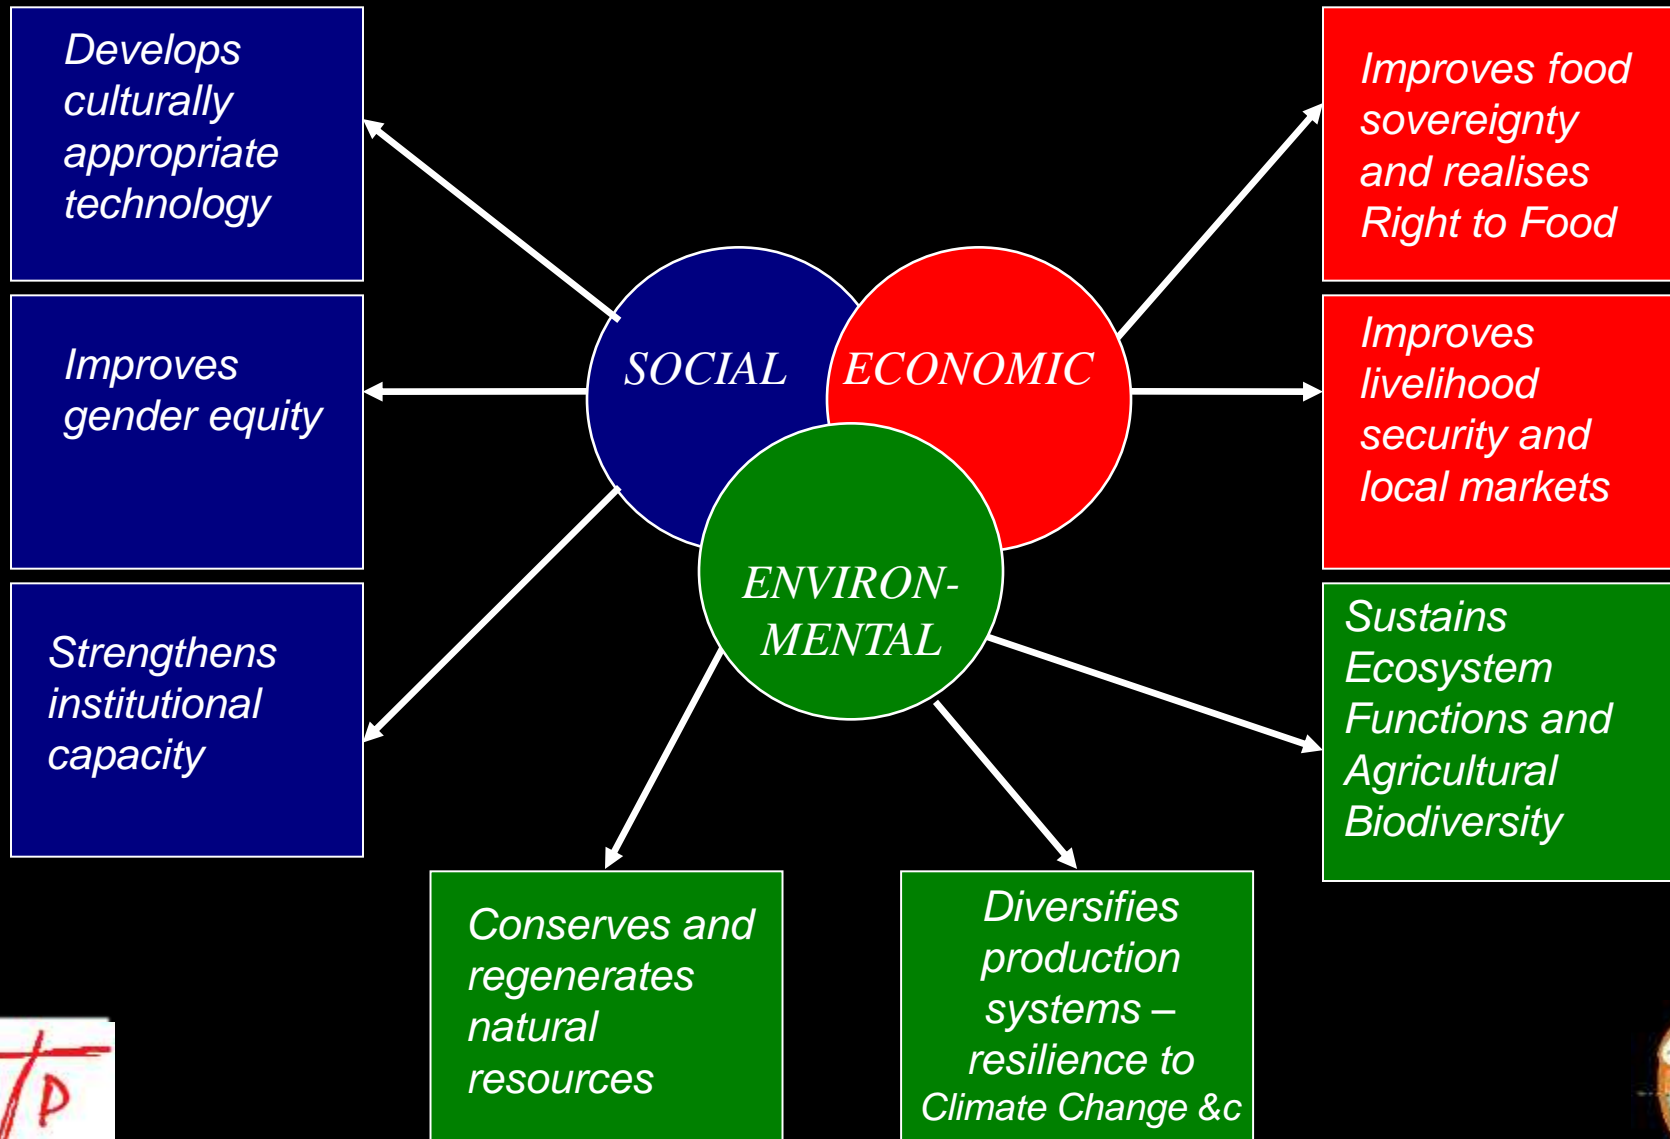 Develops
culturally
appropriate
technology
Improves food
sovereignty
and realises
Right to Food
Improves
gender equity
SOCIAL
ECONOMIC
Improves
livelihood
security and
local markets
Strengthens
institutional
capacity
ENVIRON-
MENTAL
Sustains
Ecosystem
Functions and
Agricultural
Biodiversity
Conserves and
regenerates
natural
resources
Diversifies
production
systems –
resilience to
Climate Change &c